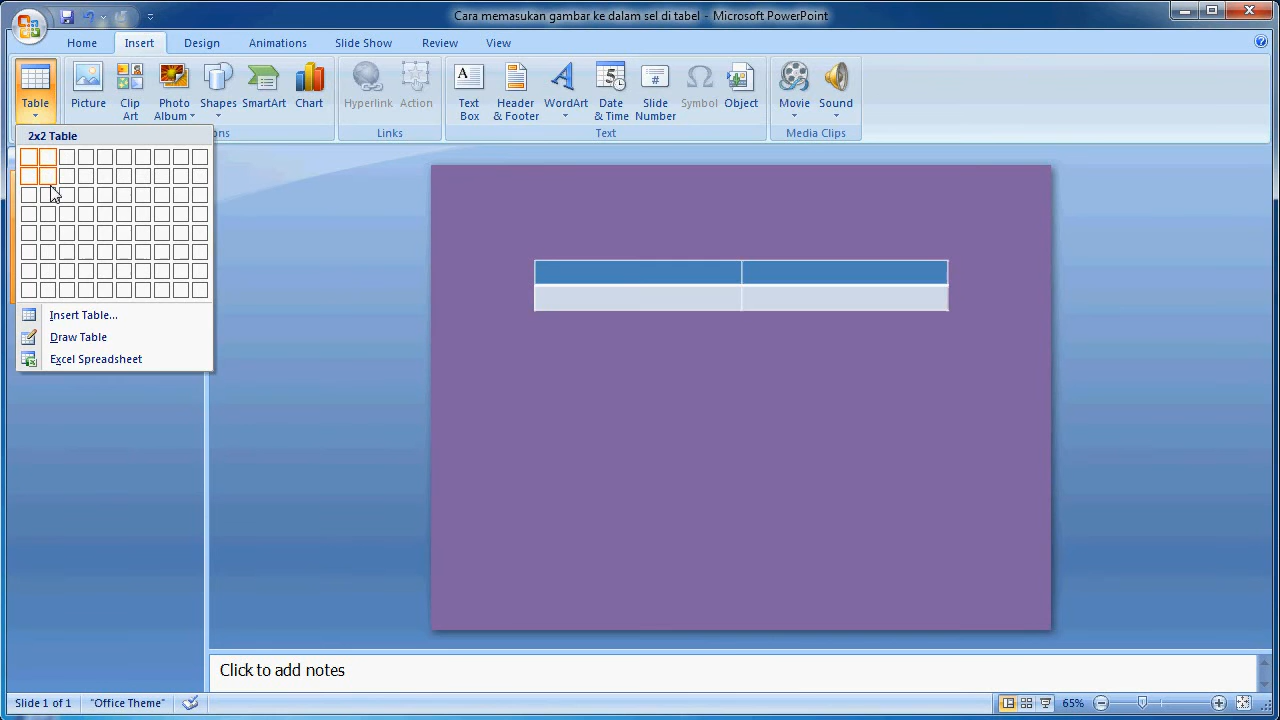 Cara memasukan gambar ke dalam sel di tabel - Microsoft PowerPoint
Home Insert Design Animations Slide Show Review View
Table Picture Clip Art Photo Album Shapes SmartArt Chart Hyperlink Action Text Box Header & Footer WordArt Date & Time Slide Number Symbol Object Movie Sound
Links Text Media Clips
2x2 Table
Insert Table...
Draw Table
Excel Spreadsheet
Click to add notes
Slide 1 of 1 "Office Theme" 65%